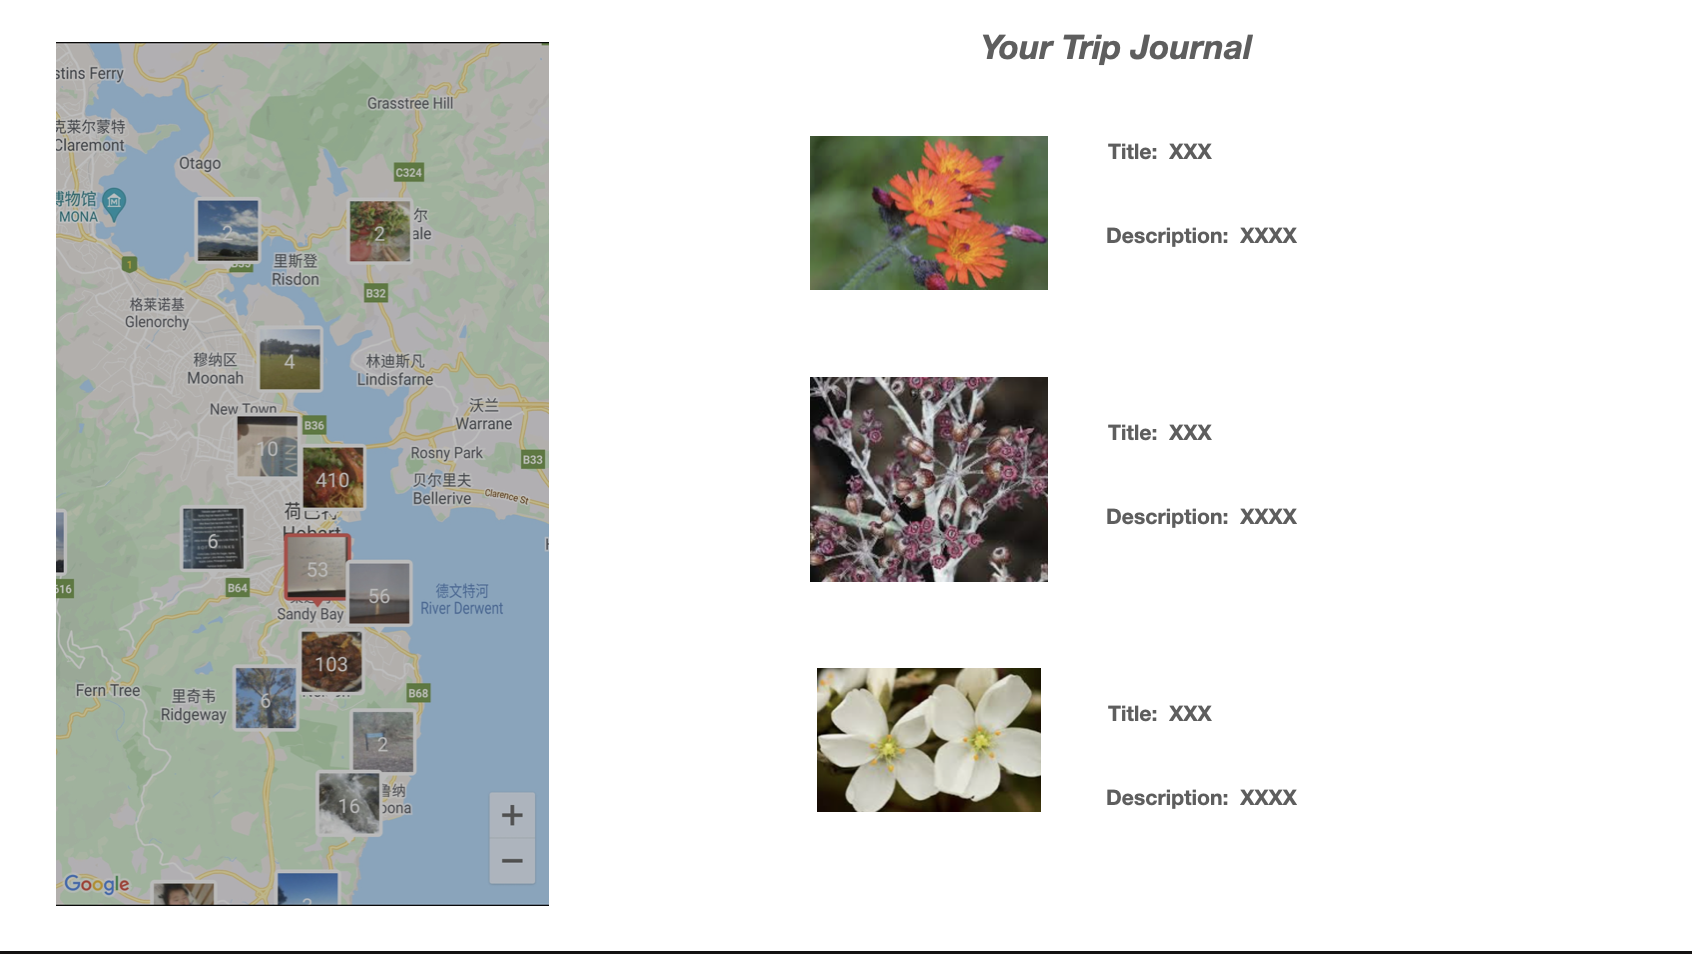 Your Trip Journal
stins Ferry
Grasstree Hill
克莱尔蒙特
Claremont
Otago
C324
博物馆
MONA
2
2
尔
ale
1
里斯登
Risdon
B32
格莱诺基
Glenorchy
穆纳区
Moonah
4
林迪斯凡
Lindisfarne
New Town
沃兰
Warrane
B36
10
410
Rosny Park
B33
贝尔里夫
Bellerive
Clarence St
荷巴特
Hobart
6
53
56
616
B64
德文特河
River Derwent
Sandy Bay
103
Fern Tree
里奇韦
Ridgeway
6
B68
2
16
鲁纳
oona
+
−
Google
Title: XXX
Description: XXXX
Title: XXX
Description: XXXX
Title: XXX
Description: XXXX